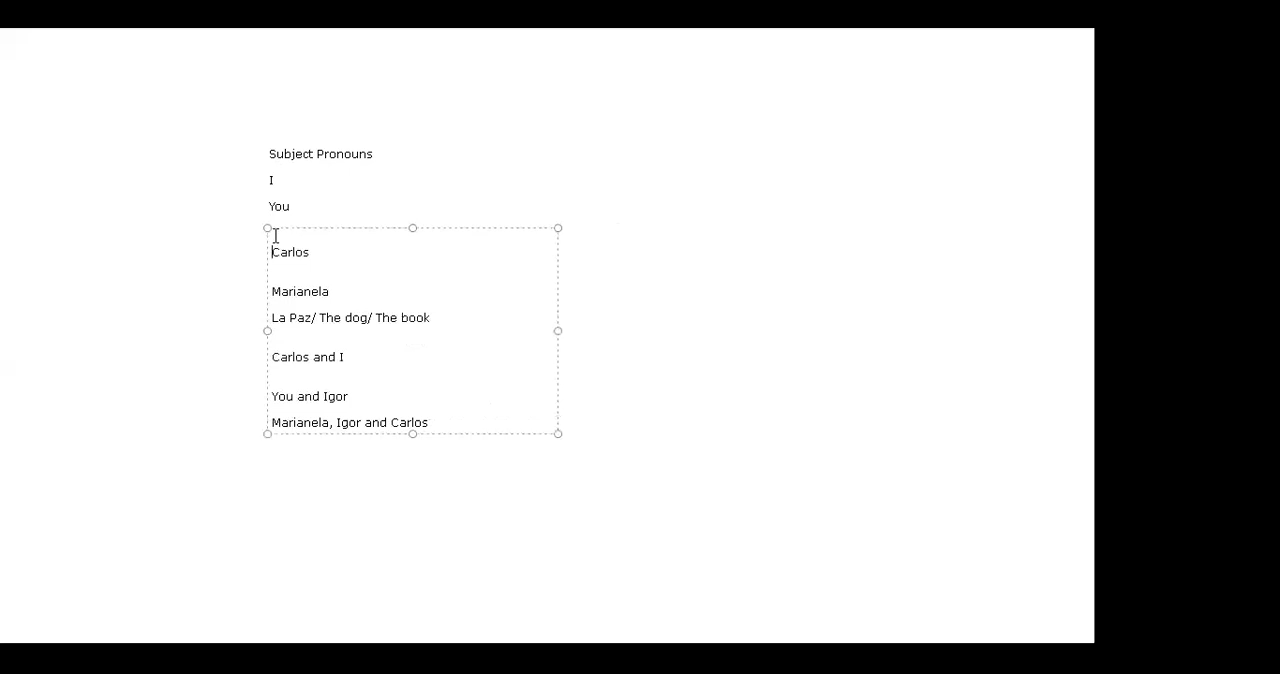 Subject Pronouns
I
You
Carlos
Marianela
La Paz/ The dog/ The book
Carlos and I
You and Igor
Marianela, Igor and Carlos